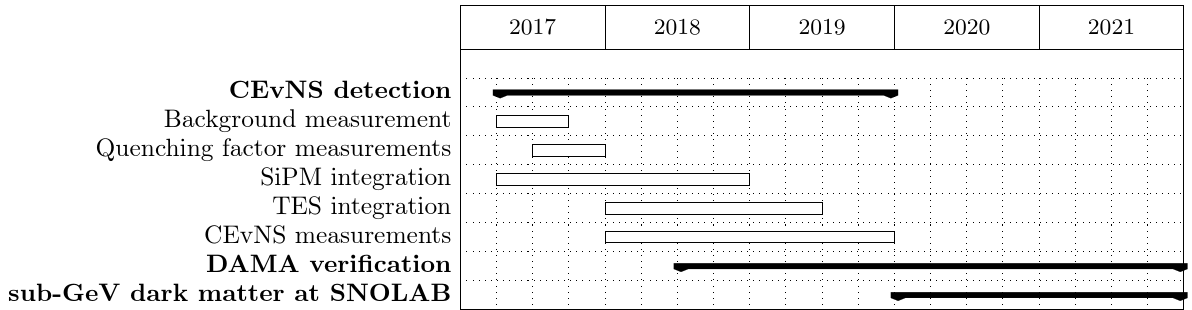 2017 2018 2019 2020 2021
CEvNS detection
Background measurement
Quenching factor measurements
SiPM integration
TES integration
CEvNS measurements
DAMA verification
sub-GeV dark matter at SNOLAB